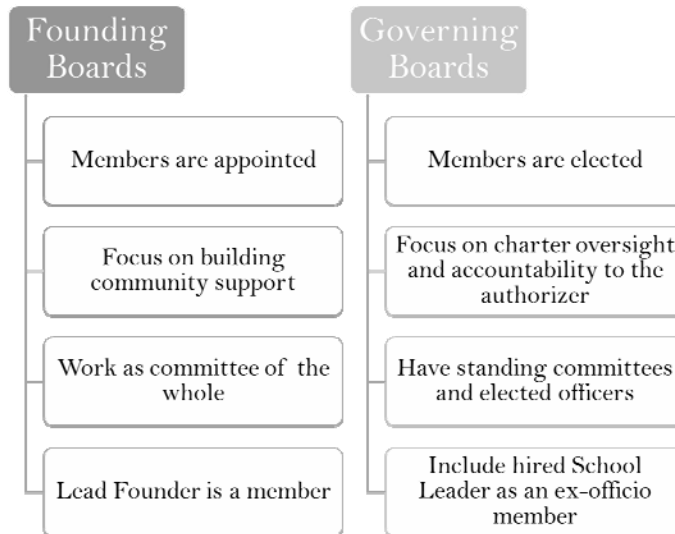 Founding
Boards
Members are appointed
Focus on building
community support
Work as committee of the
whole
Lead Founder is a member
Governing
Boards
Members are elected
Focus on charter oversight
and accountability to the
authorizer
Have standing committees
and elected officers
Include hired School
Leader as an ex-officio
member